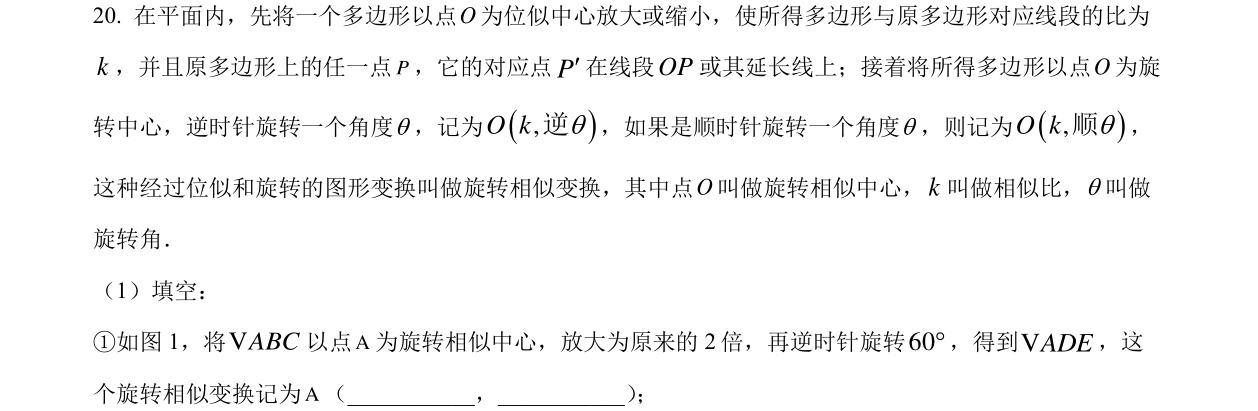 20. 在平面内，先将一个多边形以点O为位似中心放大或缩小，使所得多边形与原多边形对应线段的比为
k，并且原多边形上的任一点P，它的对应点P′在线段OP或其延长线上；接着将所得多边形以点O为旋
转中心，逆时针旋转一个角度θ，记为O(k,逆θ)，如果是顺时针旋转一个角度θ，则记为O(k,顺θ)，
这种经过位似和旋转的图形变换叫做旋转相似变换，其中点O叫做旋转相似中心，k叫做相似比，θ叫做
旋转角．
（1）填空：
①如图1，将VABC以点A为旋转相似中心，放大为原来的2倍，再逆时针旋转60°，得到VADE，这
个旋转相似变换记为A（___________，___________）；